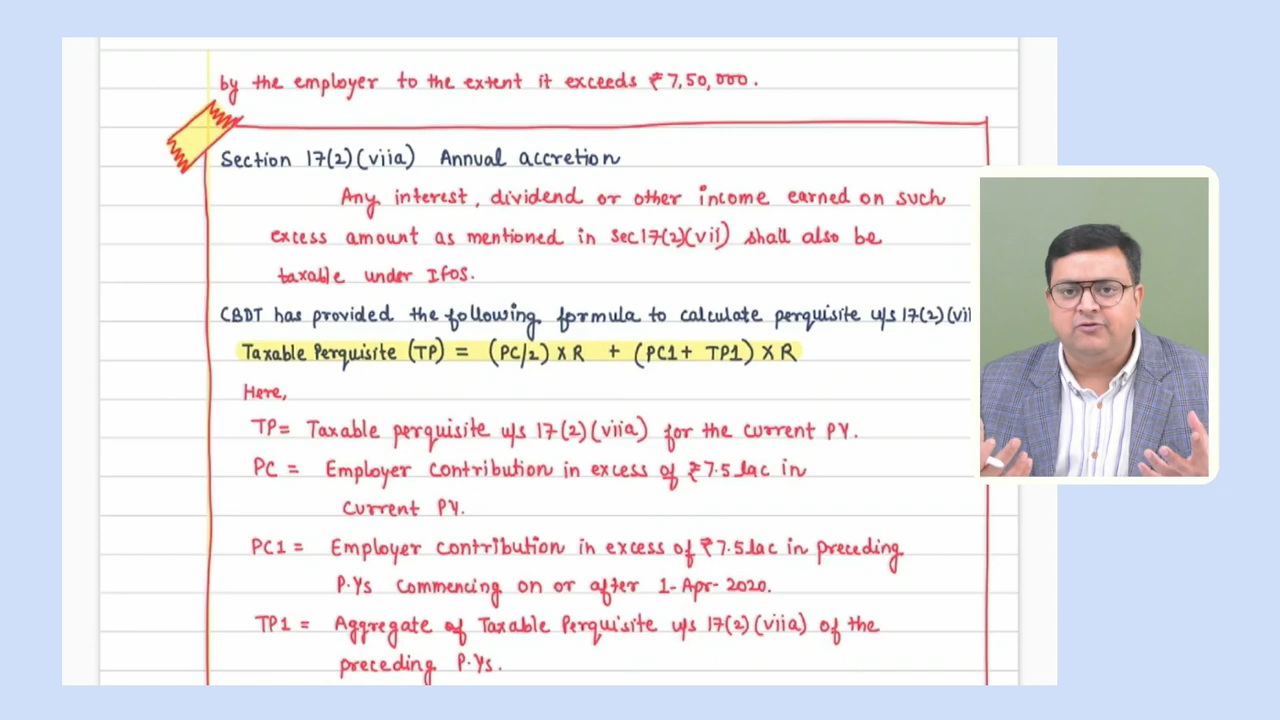 by the employer to the extent it exceeds ₹7,50,000.
Section 17(2)(viia) Annual accretion
Any interest, dividend or other income earned on such
excess amount as mentioned in sec17(2)(vii) shall also be
taxable under IFOS.
CBDT has provided the following formula to calculate perquisite u/s 17(2)(vii
Taxable Perquisite (TP) = (PC/2) X R + (PC1 + TP1) X R
Here,
TP= Taxable perquisite u/s 17(2)(viia) for the current PY.
PC = Employer contribution in excess of ₹7.5 lac in
current PY.
PC1 = Employer contribution in excess of ₹7.5 lac in preceding
P.Ys commencing on or after 1-Apr-2020.
TP1 = Aggregate of Taxable Perquisite u/s 17(2)(viia) of the
preceding P.Ys.